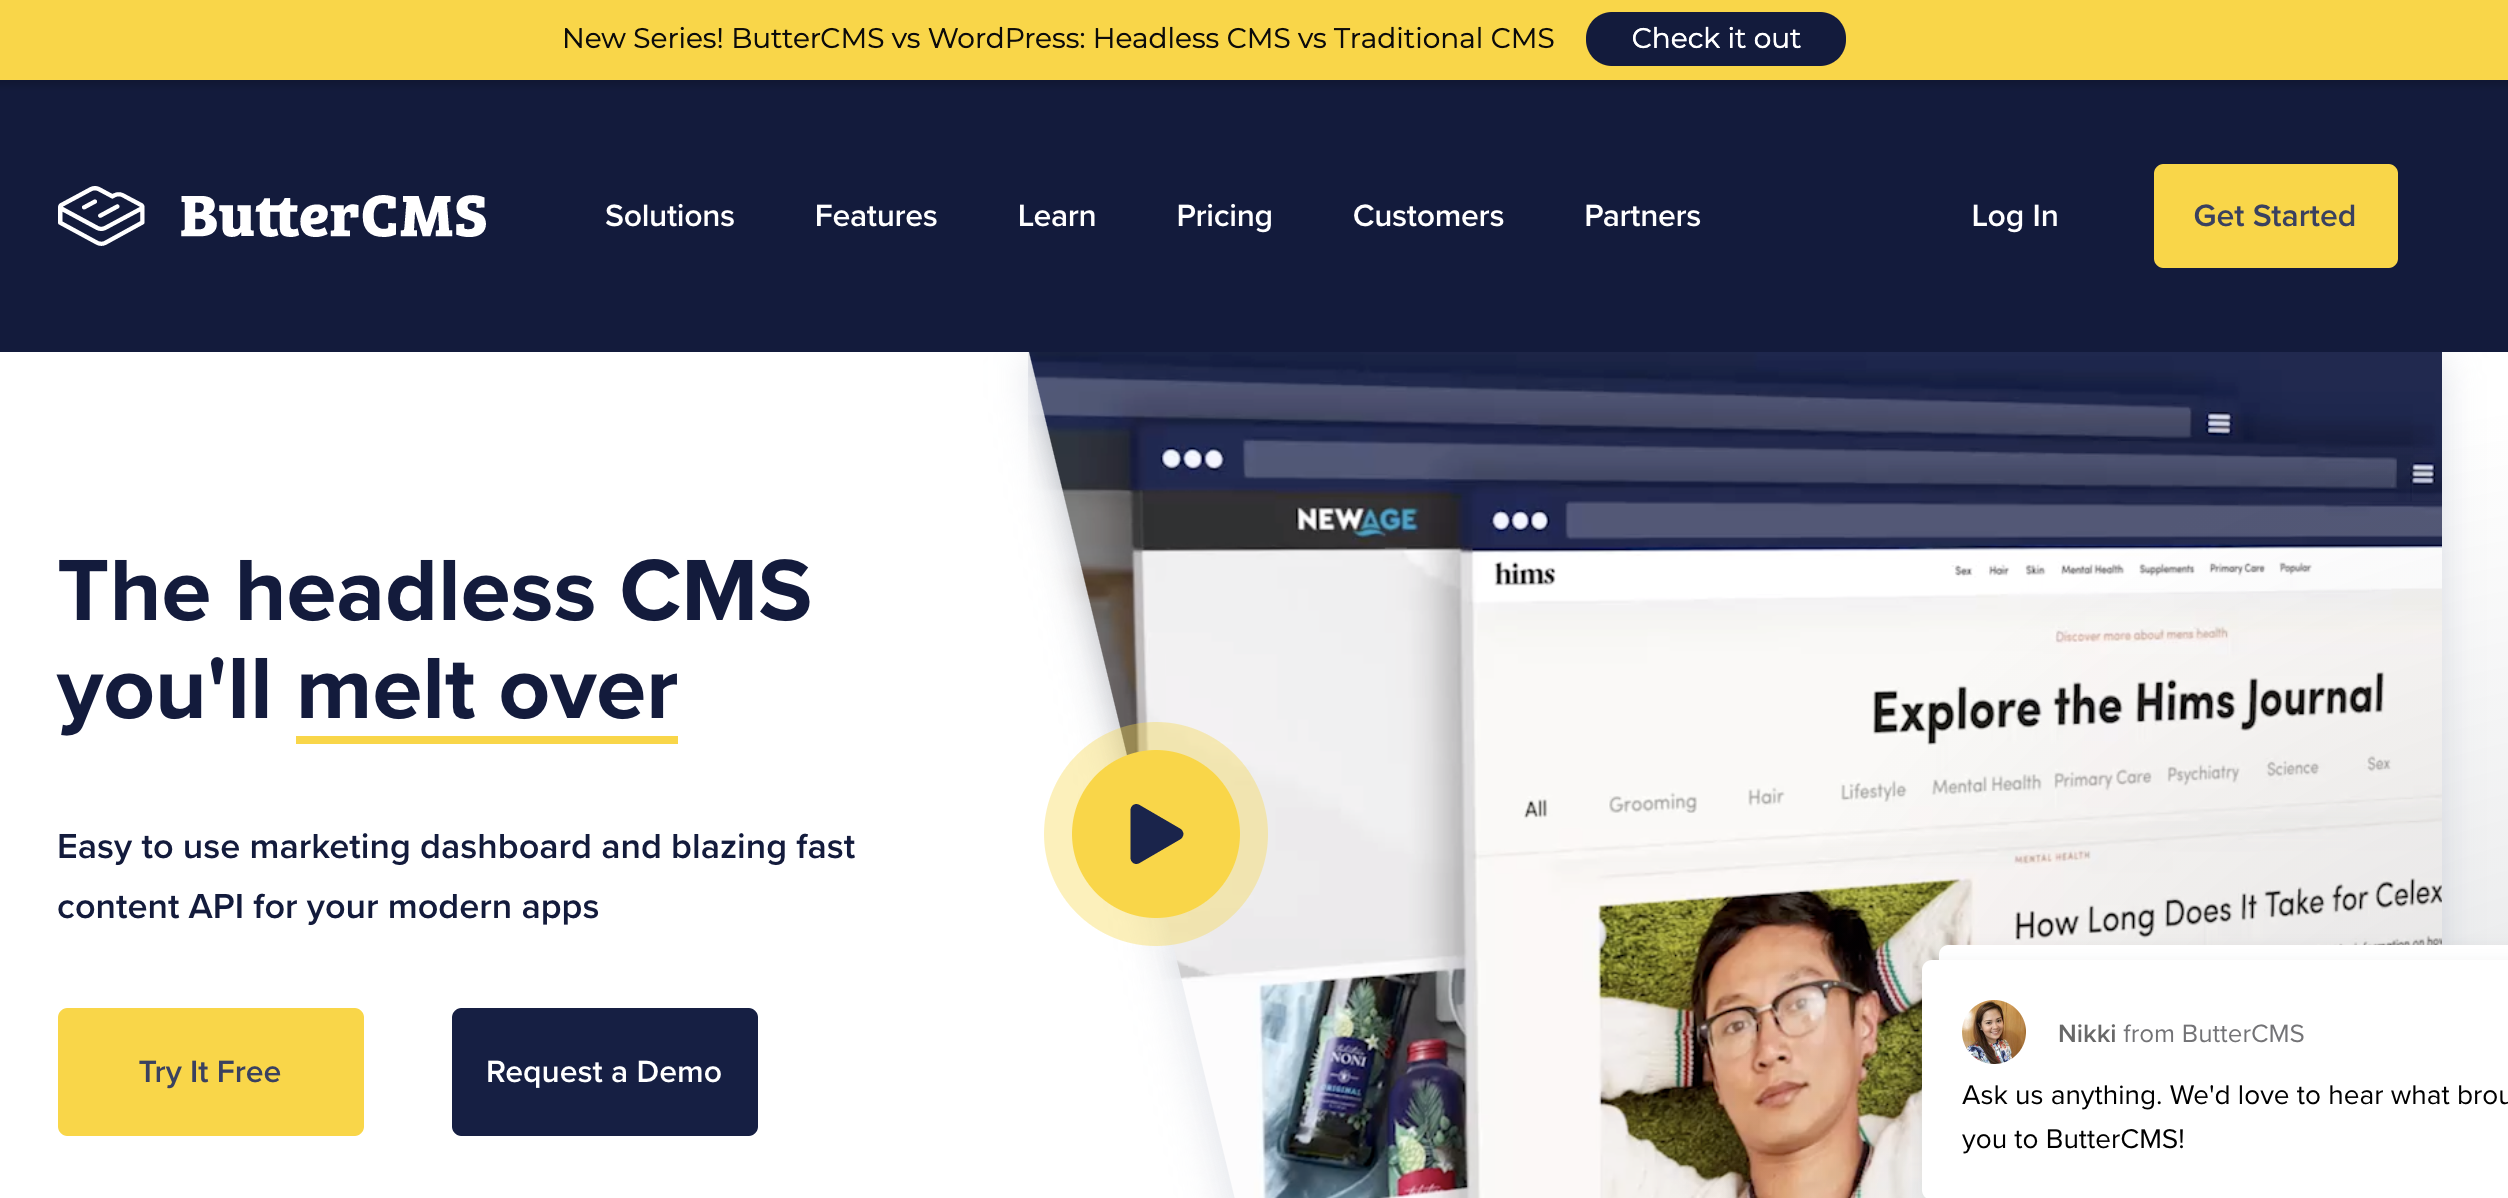 New Series! ButterCMS vs WordPress: Headless CMS vs Traditional CMS
Check it out
ButterCMS
Solutions
Features
Learn
Pricing
Customers
Partners
Log In
Get Started
The headless CMS
you'll melt over
Easy to use marketing dashboard and blazing fast
content API for your modern apps
Try It Free
Request a Demo
NEWAGE
hims
Sex Hair Skin Mental Health Supplements Primary Care Popular
Discover more about mens health
Explore the Hims Journal
All Grooming Hair Lifestyle Mental Health Primary Care Psychiatry Science Sex
MENTAL HEALTH
How Long Does It Take for Celex
NONI
ORIGINAL
Nikki from ButterCMS
Ask us anything. We'd love to hear what brou
you to ButterCMS!